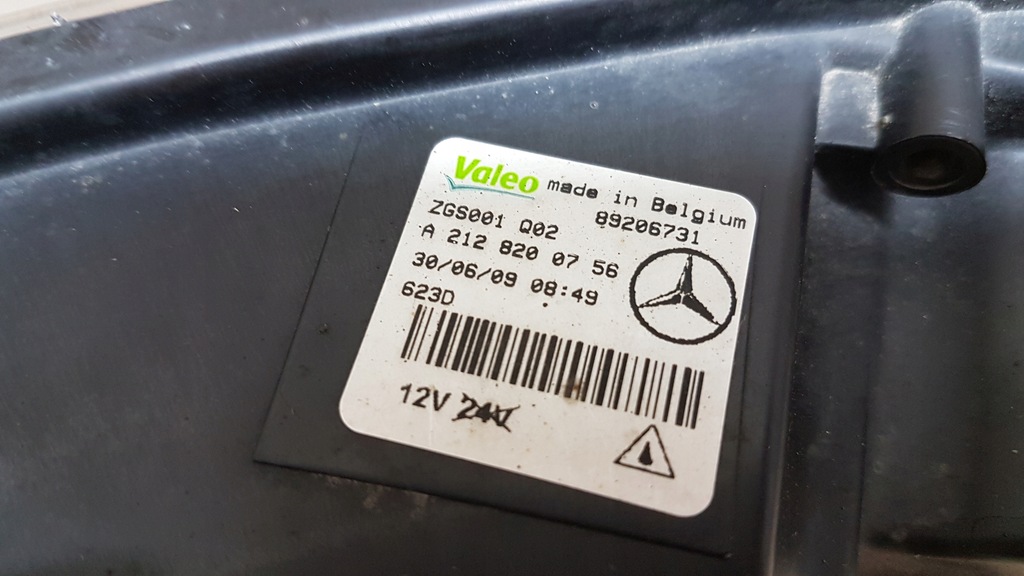 Valeo made in Belgium
ZGS001 Q02 89206731
A 212 820 07 56
30/06/09 08:49
623D
12V 24V